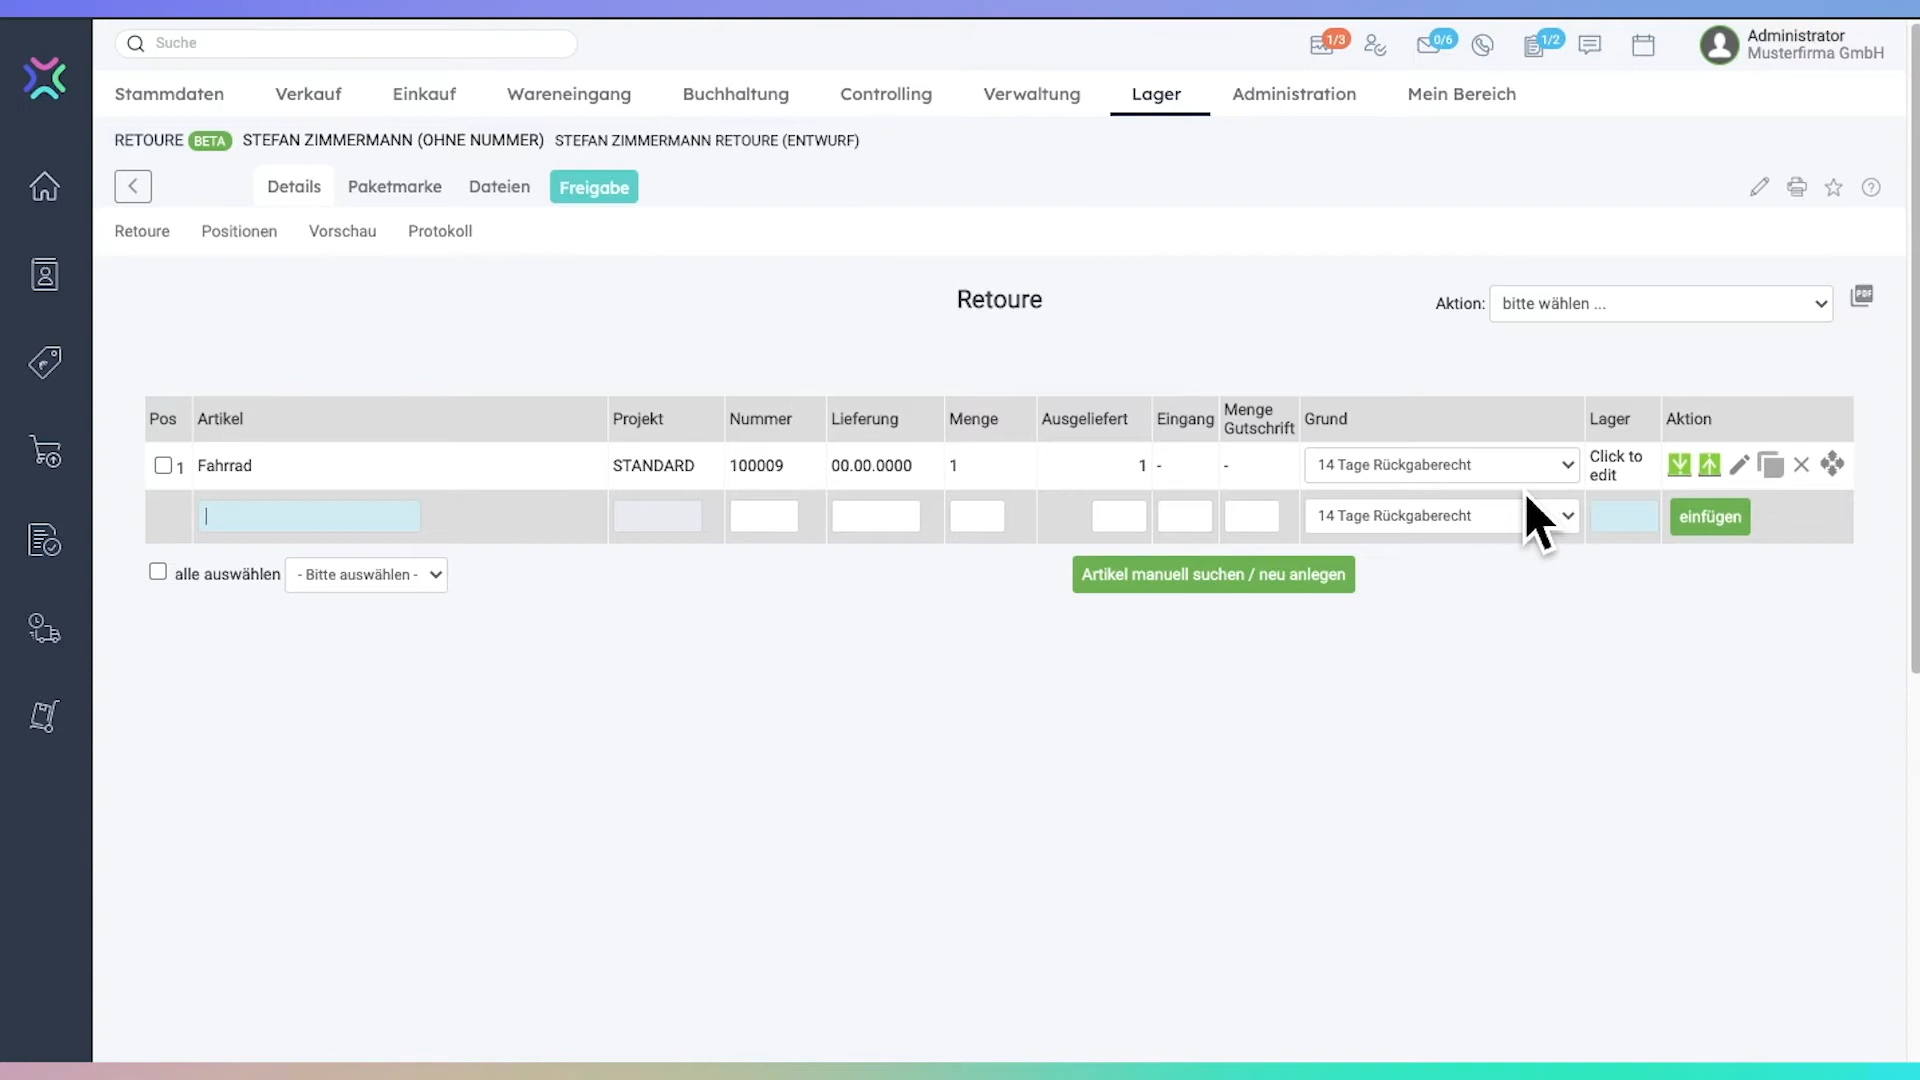 Suche
1/3
0/6
1/2
Administrator
Musterfirma GmbH
Stammdaten Verkauf Einkauf Wareneingang Buchhaltung Controlling Verwaltung Lager Administration Mein Bereich
RETOURE BETA STEFAN ZIMMERMANN (OHNE NUMMER) STEFAN ZIMMERMANN RETOURE (ENTWURF)
Details Paketmarke Dateien Freigabe
Retoure Positionen Vorschau Protokoll
Retoure
Aktion: bitte wählen ...
PDF
Pos Artikel Projekt Nummer Lieferung Menge Ausgeliefert Eingang Menge Gutschrift Grund Lager Aktion
1 Fahrrad STANDARD 100009 00.00.0000 1 1 - - 14 Tage Rückgaberecht Click to edit
14 Tage Rückgaberecht einfügen
alle auswählen - Bitte auswählen - Artikel manuell suchen / neu anlegen